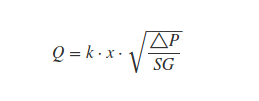 Q = k · x · √(△P / SG)